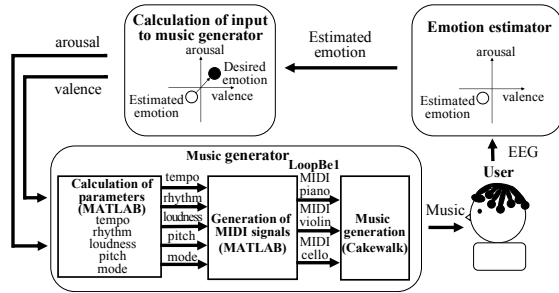 Calculation of input
to music generator
arousal
valence
Desired
emotion
Estimated
emotion
valence
Estimated
emotion
Emotion estimator
arousal
Estimated
emotion
valence
EEG
User
Music
Music generator
LoopBe1
Calculation of
parameters
(MATLAB)
tempo
rhythm
loudness
pitch
mode
tempo
rhythm
loudness
pitch
mode
Generation of
MIDI signals
(MATLAB)
MIDI
piano
MIDI
violin
MIDI
cello
Music
generation
(Cakewalk)
arousal